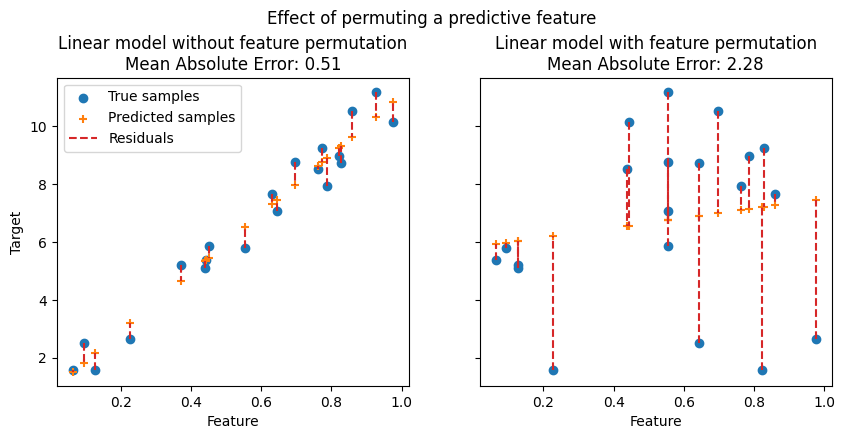 Effect of permuting a predictive feature
Linear model without feature permutation
Mean Absolute Error: 0.51
True samples
Predicted samples
Residuals
Target
10
8
6
4
2
0.2
0.4
0.6
0.8
1.0
Feature
Linear model with feature permutation
Mean Absolute Error: 2.28
0.2
0.4
0.6
0.8
1.0
Feature